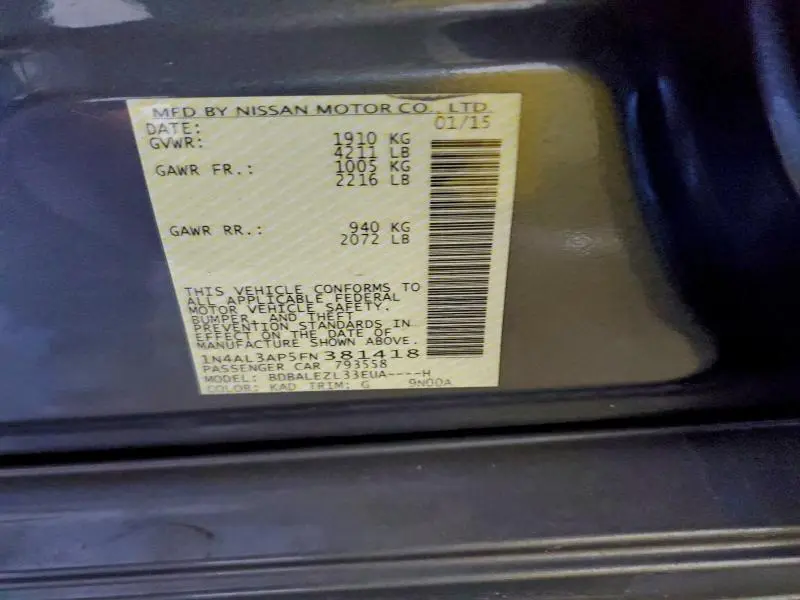 MFD BY NISSAN MOTOR CO., LTD.
DATE: 01/15
GVWR: 1910 KG
4211 LB
GAWR FR.: 1005 KG
2216 LB
GAWR RR.: 940 KG
2072 LB
THIS VEHICLE CONFORMS TO
ALL APPLICABLE FEDERAL
MOTOR VEHICLE SAFETY,
BUMPER, AND THEFT
PREVENTION STANDARDS IN
EFFECT ON THE DATE OF
MANUFACTURE SHOWN ABOVE.
1N4AL3AP5FN381418
PASSENGER CAR 793558
MODEL: BDBALEZL33EUA----H
COLOR: KAD TRIM: G 9N00A